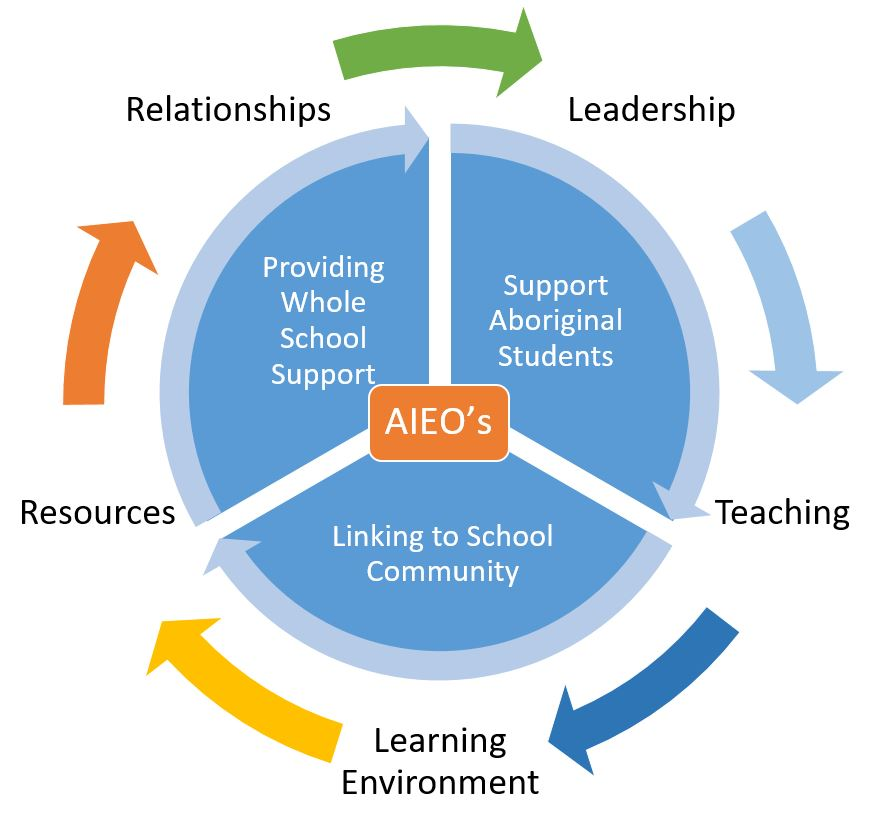 Relationships
Leadership
Providing
Whole
School
Support
Support
Aboriginal
Students
AIEO’s
Resources
Teaching
Linking to School
Community
Learning
Environment